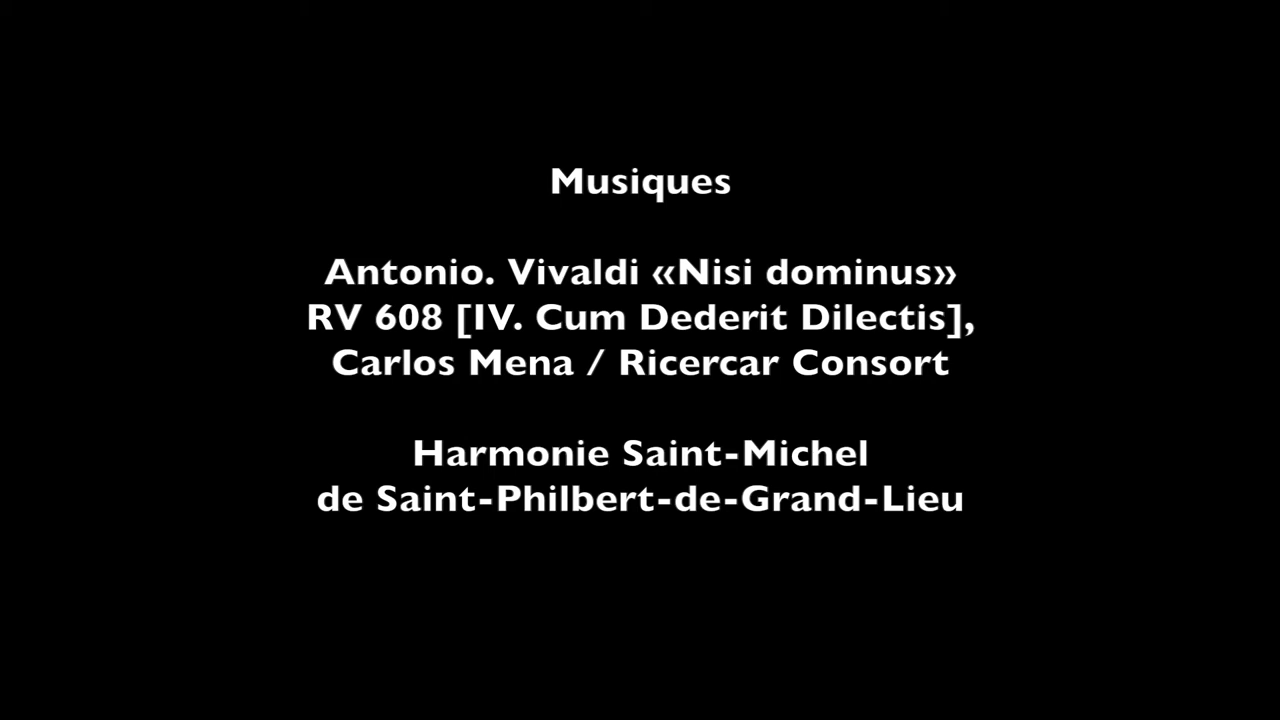 Musiques
Antonio. Vivaldi «Nisi dominus»
RV 608 [IV. Cum Dederit Dilectis],
Carlos Mena / Ricercar Consort
Harmonie Saint-Michel
de Saint-Philbert-de-Grand-Lieu